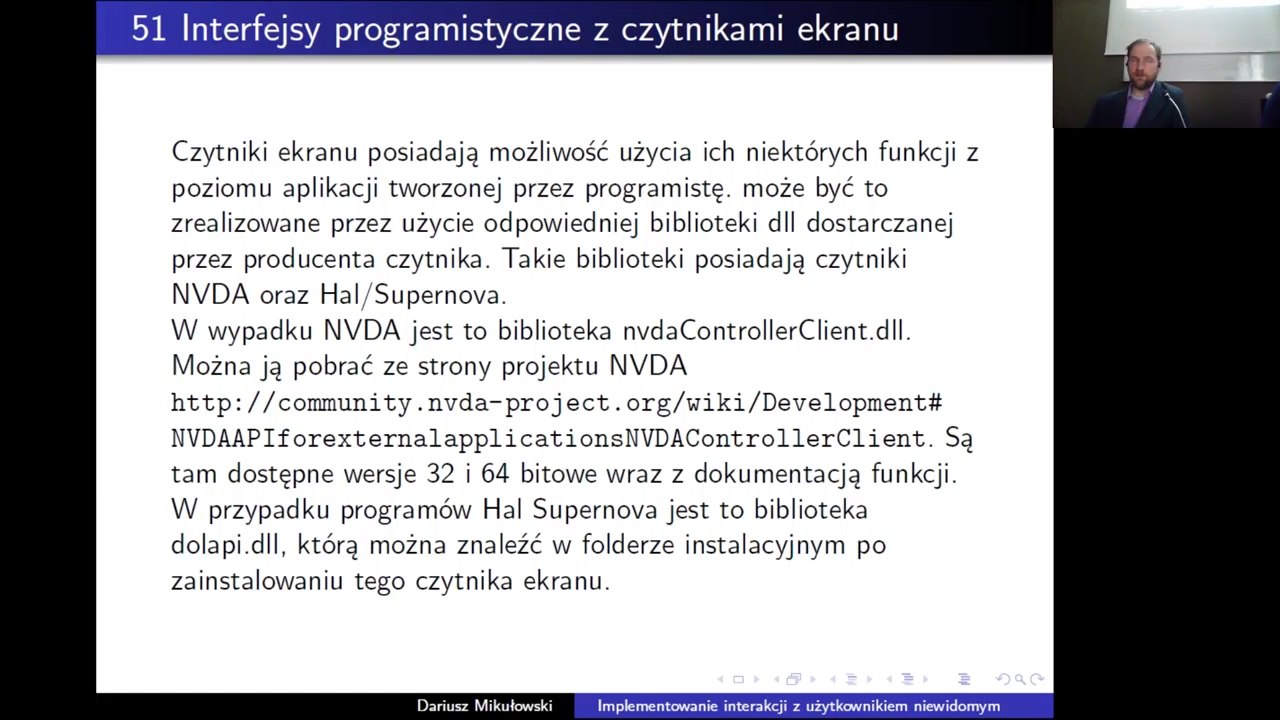 51 Interfejsy programistyczne z czytnikami ekranu
Czytniki ekranu posiadają możliwość użycia ich niektórych funkcji z
poziomu aplikacji tworzonej przez programistę. może być to
zrealizowane przez użycie odpowiedniej biblioteki dll dostarczanej
przez producenta czytnika. Takie biblioteki posiadają czytniki
NVDA oraz Hal/Supernova.
W wypadku NVDA jest to biblioteka nvdaControllerClient.dll.
Można ją pobrać ze strony projektu NVDA
http://community.nvda-project.org/wiki/Development#
NVDAAPIforexternalapplicationsNVDAControllerClient. Są
tam dostępne wersje 32 i 64 bitowe wraz z dokumentacją funkcji.
W przypadku programów Hal Supernova jest to biblioteka
dolapi.dll, którą można znaleźć w folderze instalacyjnym po
zainstalowaniu tego czytnika ekranu.
Dariusz Mikułowski
Implementowanie interakcji z użytkownikiem niewidomym